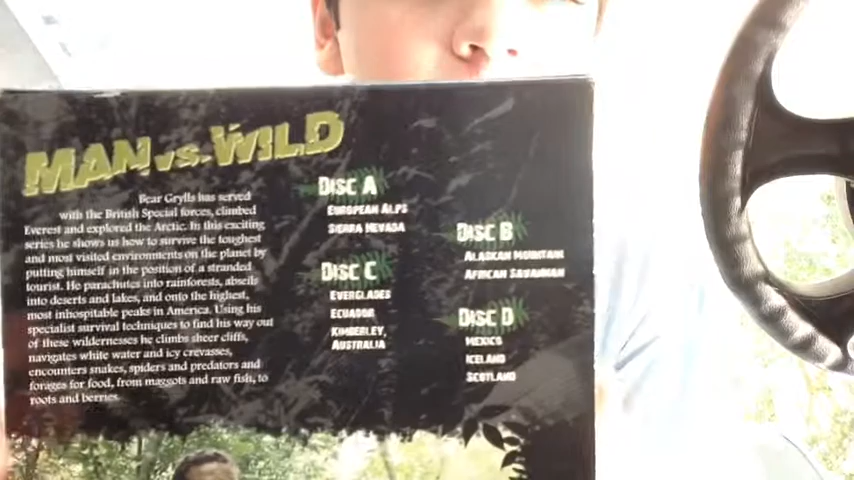 MAN vs. WILD
Bear Grylls has served
with the British Special forces, climbed
Everest and explored the Arctic. In this exciting
series he shows us how to survive the toughest
and most visited environments on the planet by
putting himself in the position of a stranded
tourist. He parachutes into rainforests, abseils
into deserts and lakes, and onto the highest,
most inhospitable peaks in America. Using his
specialist survival techniques to find his way out
of these wildernesses he climbs sheer cliffs,
navigates white water and icy crevasses,
encounters snakes, spiders and predators and
forages for food, from maggots and raw fish, to
roots and berries.
DISC A
EUROPEAN ALPS
SIERRA NEVADA
DISC B
ALASKAN MOUNTAIN
AFRICAN SAVANNAH
DISC C
EVERGLADES
ECUADOR
KIMBERLEY,
AUSTRALIA
DISC D
MEXICO
ICELAND
SCOTLAND